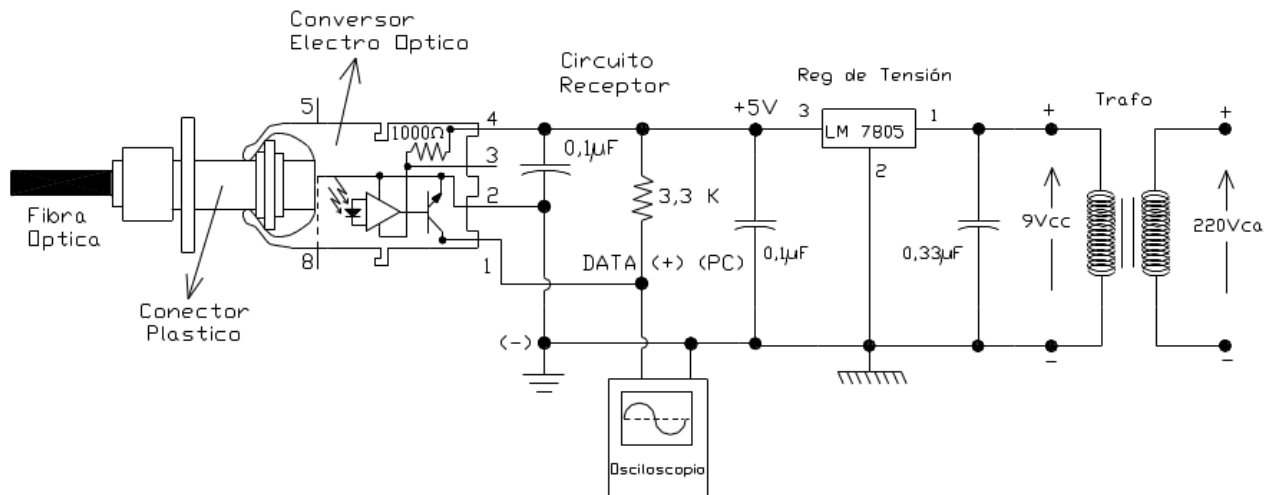 Conversor
Electro Optico
Circuito
Receptor
Reg de Tensión
Trafo
5
4
1000Ω
3
2
1
8
0,1µF
+5V
3
LM 7805
1
2
3,3 K
0,1µF
0,33µF
+
9Vcc
-
+
220Vca
-
Fibra
Optica
DATA (+) (PC)
Conector
Plastico
(-)
Osciloscopio